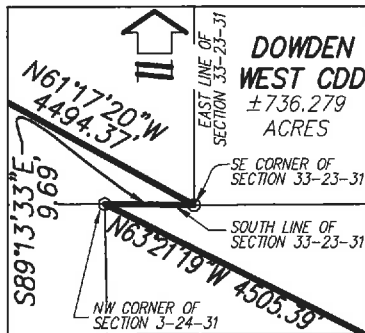 DOWDEN
WEST CDD
±736.279
ACRES
EAST LINE OF
SECTION 33-23-31
N61°17'20"W
4494.37'
SE CORNER OF
SECTION 33-23-31
S89°13'33"E
9.69'
SOUTH LINE OF
SECTION 33-23-31
N63°21'19"W 4505.39'
NW CORNER OF
SECTION 3-24-31